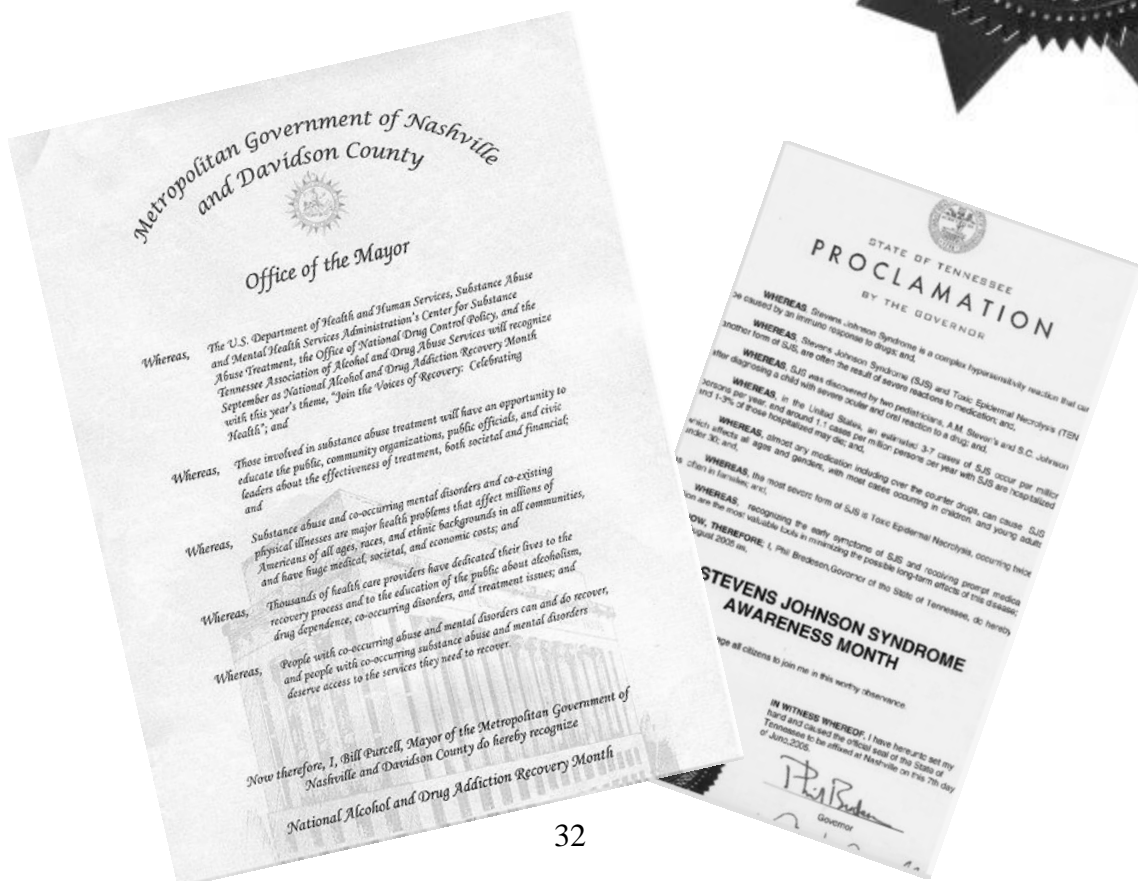 Metropolitan Government of Nashville
and Davidson County
Office of the Mayor
Whereas, The U.S. Department of Health and Human Services, Substance Abuse
and Mental Health Services Administration's Center for Substance
Abuse Treatment, the Office of National Drug Control Policy, and the
Tennessee Association of Alcohol and Drug Abuse Services will recognize
September as National Alcohol and Drug Addiction Recovery Month
with this year's theme, "Join the Voices of Recovery: Celebrating
Health"; and
Whereas, Those involved in substance abuse treatment will have an opportunity to
educate the public, community organizations, public officials, and civic
leaders about the effectiveness of treatment, both societal and financial;
and
Whereas, Substance abuse and co-occurring mental disorders and co-existing
physical illnesses are major health problems that affect millions of
Americans of all ages, races, and ethnic backgrounds in all communities,
and have huge medical, societal, and economic costs; and
Whereas, Thousands of health care providers have dedicated their lives to the
recovery process and to the education of the public about alcoholism,
drug dependence, co-occurring disorders, and treatment issues; and
Whereas, People with co-occurring abuse and mental disorders can and do recover,
and people with co-occurring substance abuse and mental disorders
deserve access to the services they need to recover.
Now therefore, I, Bill Purcell, Mayor of the Metropolitan Government of
Nashville and Davidson County do hereby recognize
National Alcohol and Drug Addiction Recovery Month
STATE OF TENNESSEE
PROCLAMATION
BY THE GOVERNOR
WHEREAS, Stevens Johnson Syndrome is a complex hypersensitivity reaction that can
be caused by an immuno response to drugs; and,
WHEREAS, Stevens Johnson Syndrome (SJS) and Toxic Epidermal Necrolysis (TEN
another form of SJS, are often the result of severe reactions to medication; and,
WHEREAS, SJS was discovered by two pediatricians, A.M. Steven's and S.C. Johnson
after diagnosing a child with severe ocular and oral reaction to a drug; and,
WHEREAS, in the United States, an estimated 3-7 cases of SJS occur per million
persons per year, and around 1.1 cases per million persons per year with SJS are hospitalized
and 1-3% of those hospitalized may die; and,
WHEREAS, almost any medication including over the counter drugs, can cause SJS
which effects all ages and genders, with most cases occurring in children, and young adults
under 30; and,
WHEREAS, the most severe form of SJS is Toxic Epidermal Necrolysis, occurring twice
as often in females; and,
WHEREAS, recognizing the early symptoms of SJS and receiving prompt medica
ion are the most valuable tools in minimizing the possible long-term effects of this disease;
OW, THEREFORE, I, Phil Bredesen, Governor of the State of Tennessee, do hereby
ugust 2005 as,
STEVENS JOHNSON SYNDROME
AWARENESS MONTH
age all citizens to join me in this worthy observance.
IN WITNESS WHEREOF, I have hereunto set my
hand and caused the official seal of the State of
Tennessee to be affixed at Nashville on this 7th day
of June,2005.
Governor
32